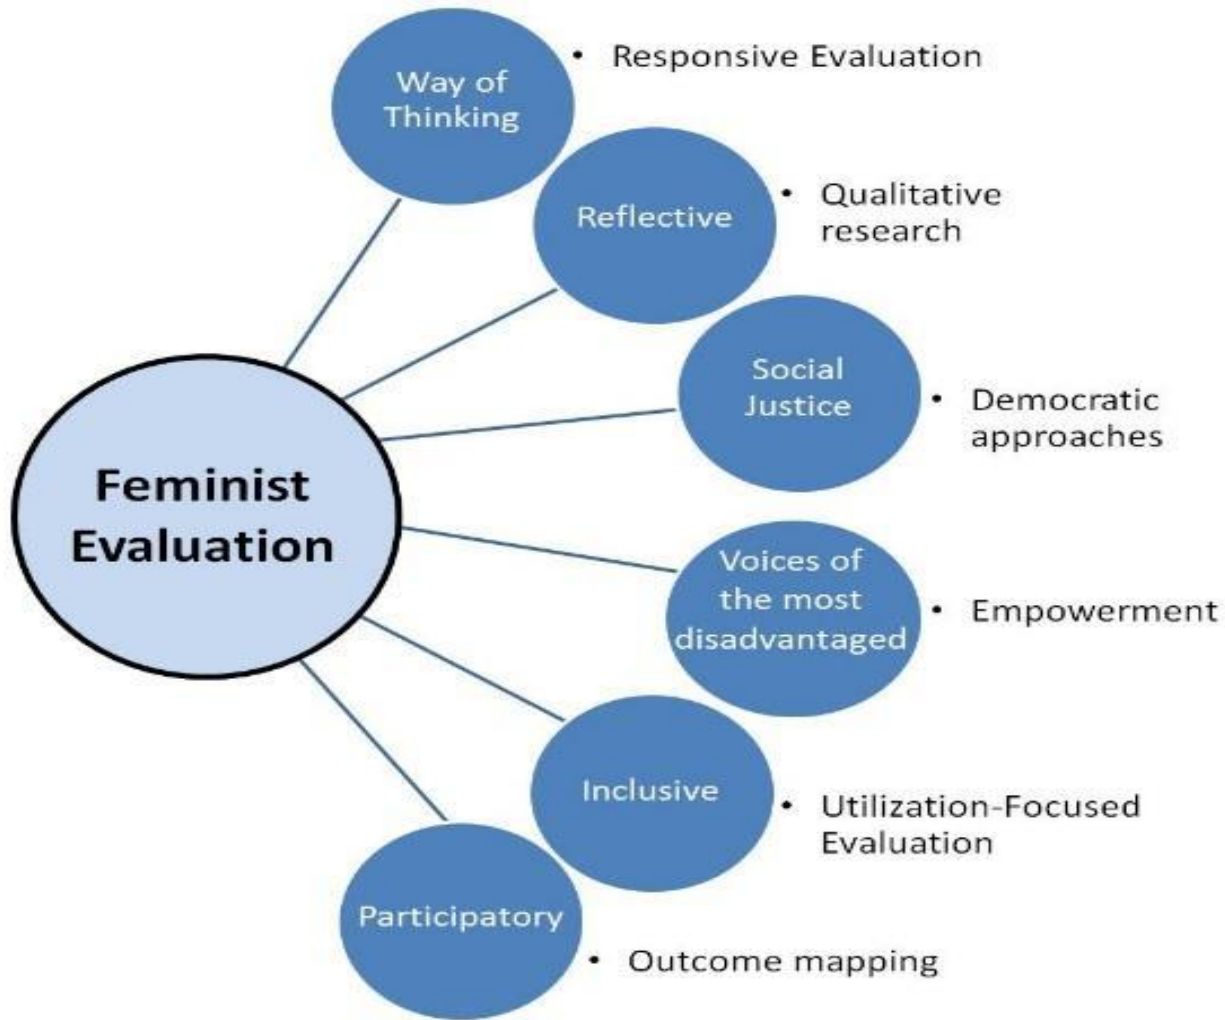 Way of
Thinking
• Responsive Evaluation
Reflective
• Qualitative
research
Social
Justice
• Democratic
approaches
Feminist
Evaluation
Voices of
the most
disadvantaged
• Empowerment
Inclusive
• Utilization-Focused
Evaluation
Participatory
• Outcome mapping